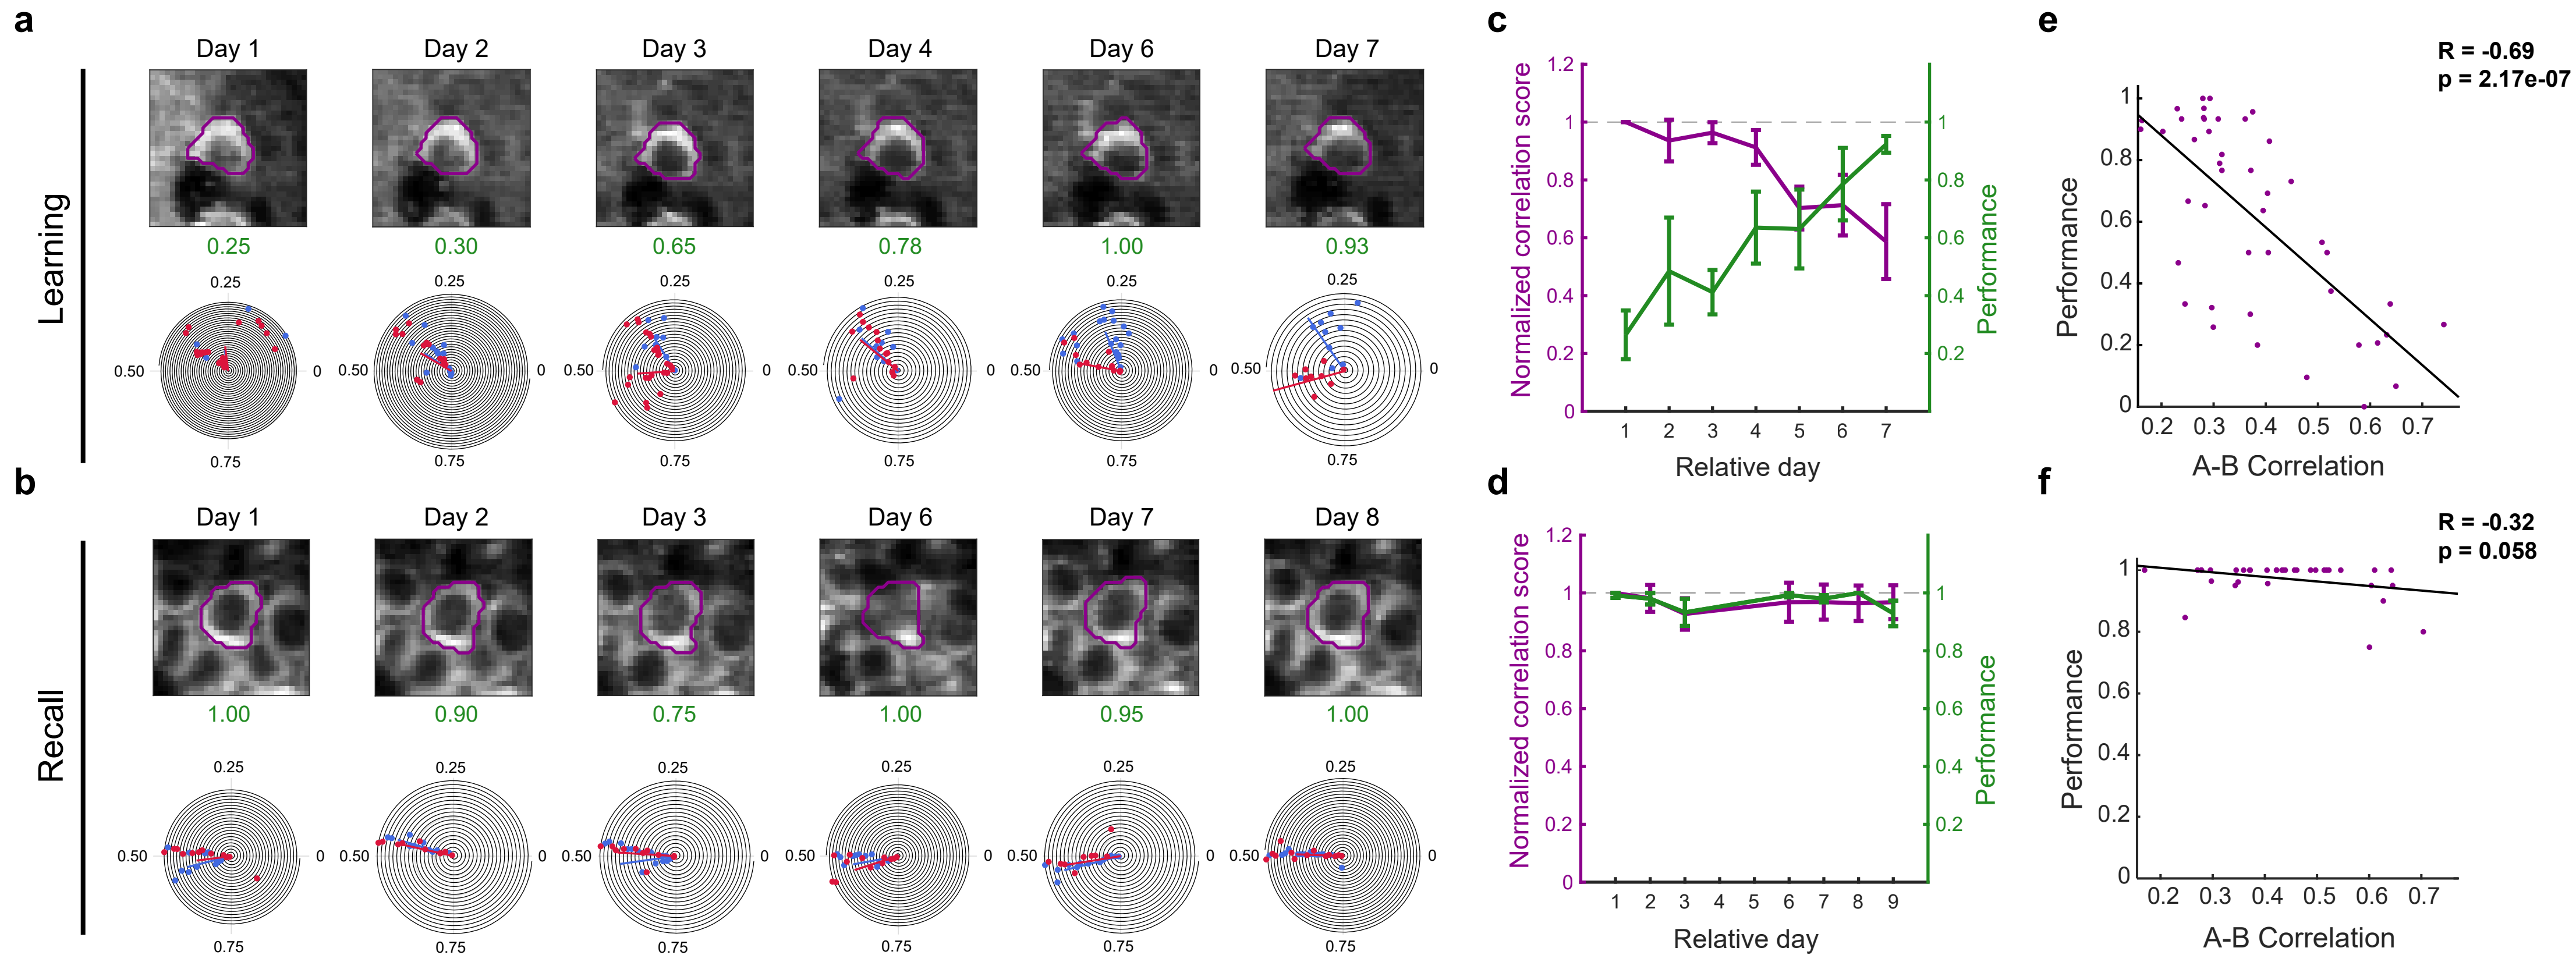 a
Learning
Day 1 Day 2 Day 3 Day 4 Day 6 Day 7
0.25 0.30 0.65 0.78 1.00 0.93
0.25 0.25 0.25 0.25 0.25 0.25
0.50 0 0.50 0 0.50 0 0.50 0 0.50 0 0.50 0
0.75 0.75 0.75 0.75 0.75 0.75
b
Recall
Day 1 Day 2 Day 3 Day 6 Day 7 Day 8
1.00 0.90 0.75 1.00 0.95 1.00
0.25 0.25 0.25 0.25 0.25 0.25
0.50 0 0.50 0 0.50 0 0.50 0 0.50 0 0.50 0
0.75 0.75 0.75 0.75 0.75 0.75
c
Normalized correlation score
1.2
1
0.8
0.6
0.4
0.2
0
1 2 3 4 5 6 7
Relative day
1
0.8
0.6
0.4
0.2
Performance
d
Normalized correlation score
1.2
1
0.8
0.6
0.4
0.2
0
1 2 3 4 5 6 7 8 9
Relative day
1
0.8
0.6
0.4
0.2
Performance
e
R = -0.69
p = 2.17e-07
Performance
1
0.8
0.6
0.4
0.2
0
0.2 0.3 0.4 0.5 0.6 0.7
A-B Correlation
f
R = -0.32
p = 0.058
Performance
1
0.8
0.6
0.4
0.2
0
0.2 0.3 0.4 0.5 0.6 0.7
A-B Correlation